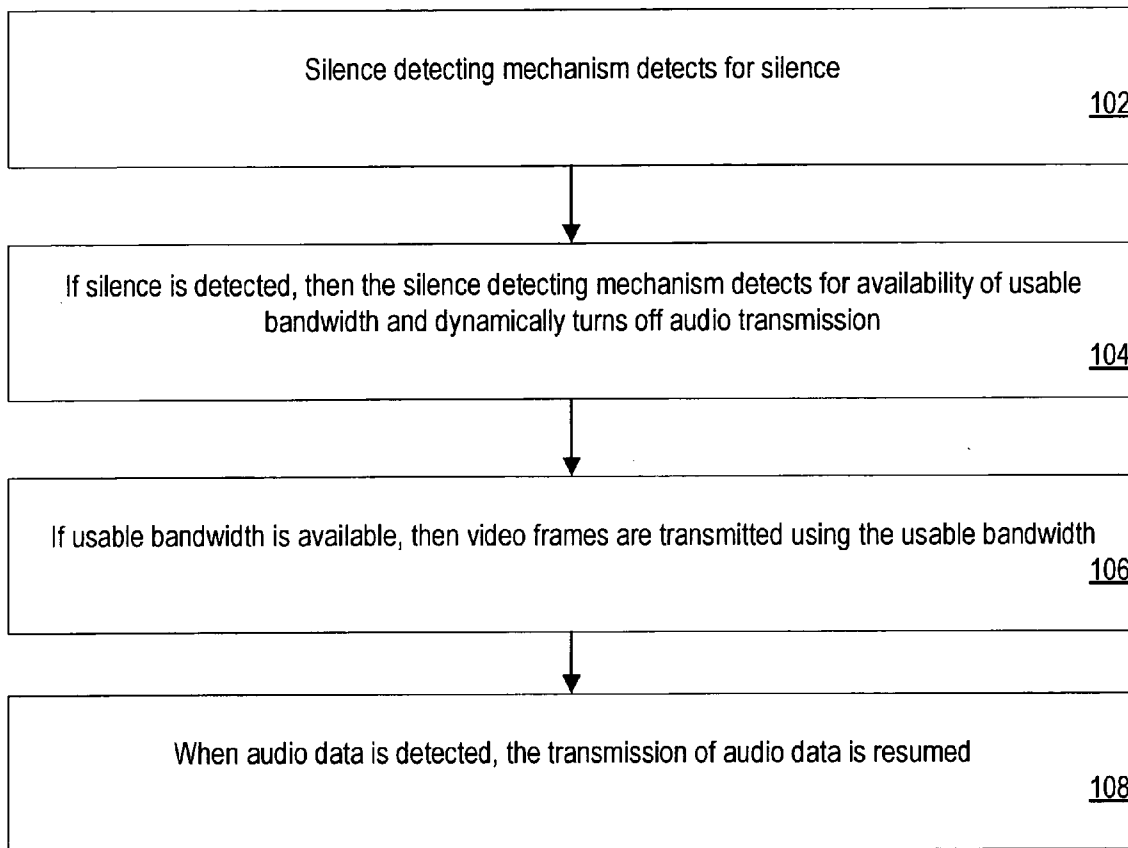 Silence detecting mechanism detects for silence
102
If silence is detected, then the silence detecting mechanism detects for availability of usable
bandwidth and dynamically turns off audio transmission
104
If usable bandwidth is available, then video frames are transmitted using the usable bandwidth
106
When audio data is detected, the transmission of audio data is resumed
108